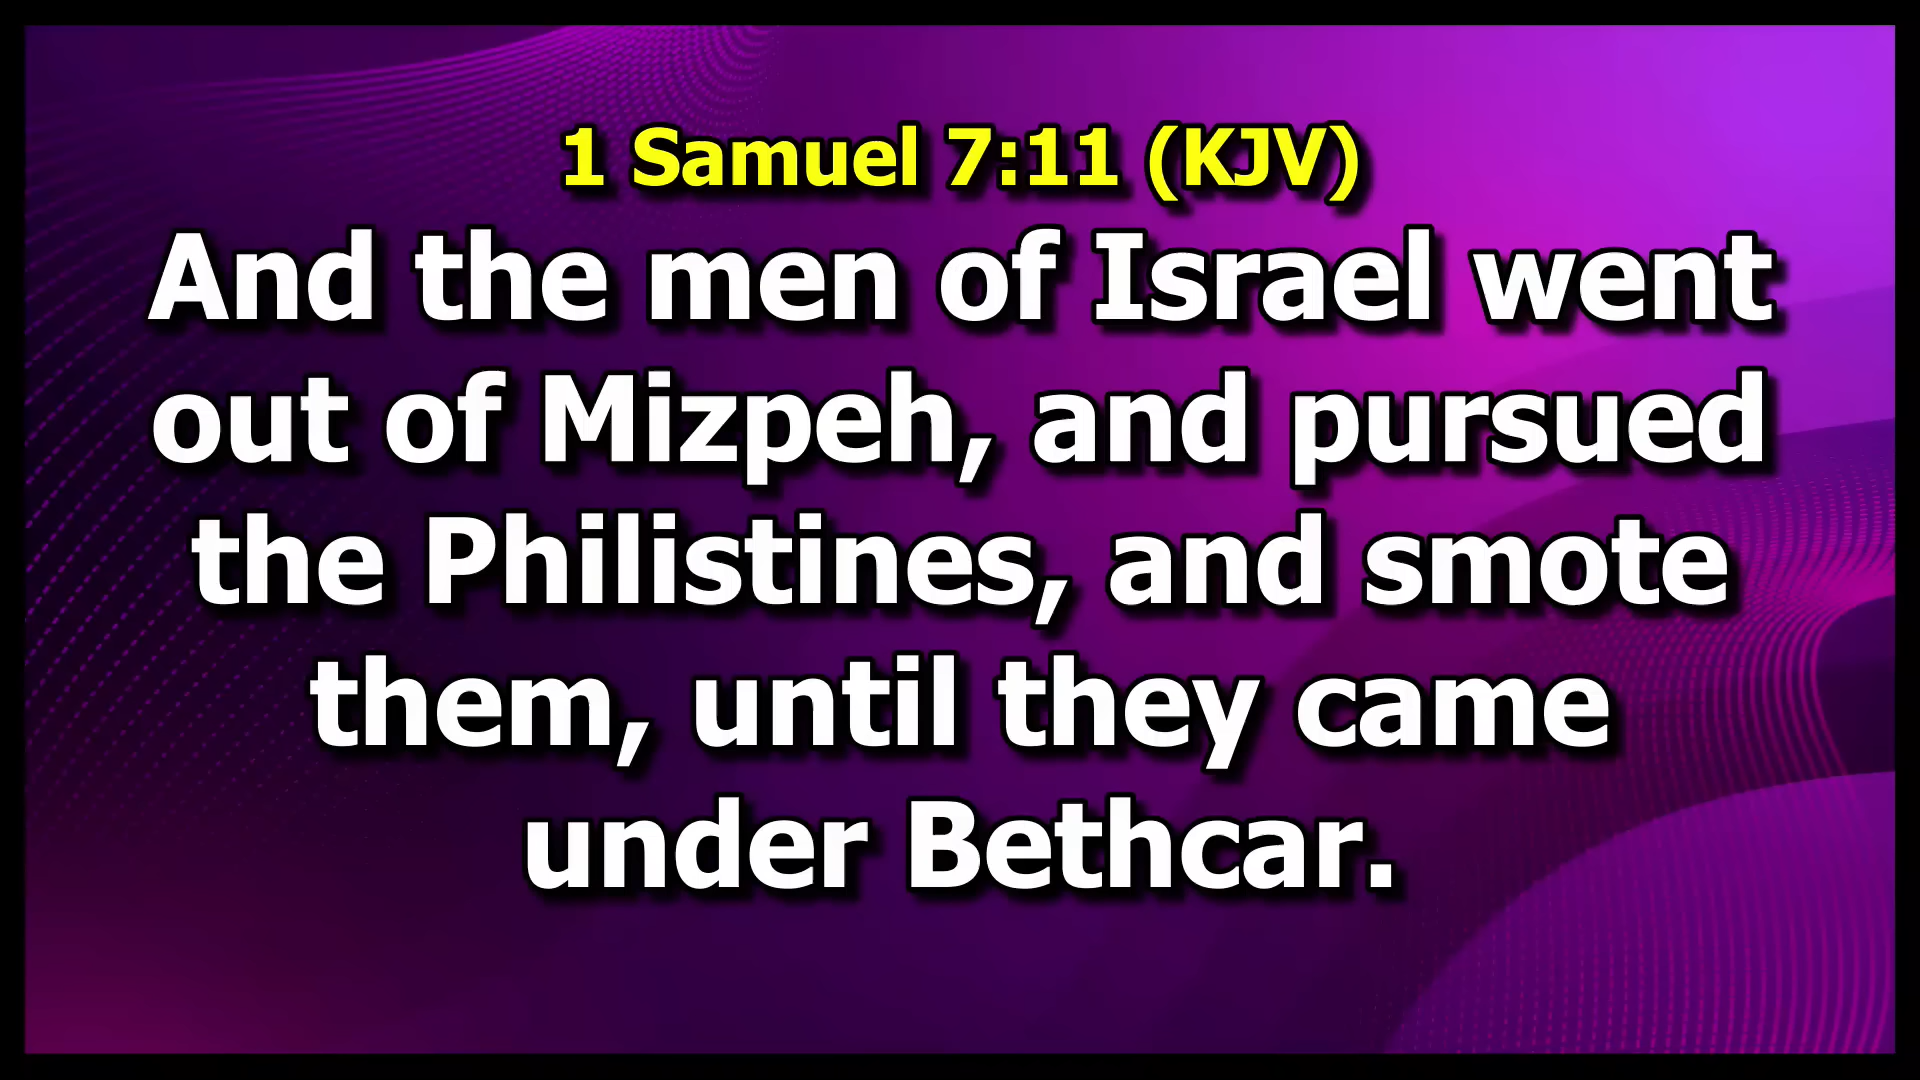 1 Samuel 7:11 (KJV)
And the men of Israel went
out of Mizpeh, and pursued
the Philistines, and smote
them, until they came
under Bethcar.